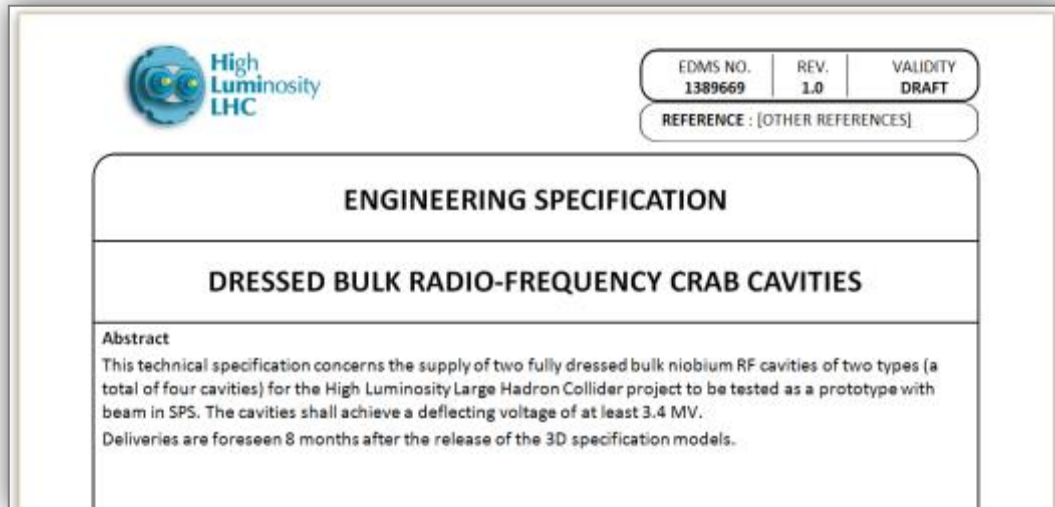 High
Luminosity
LHC
EDMS NO. REV. VALIDITY
1389669 1.0 DRAFT
REFERENCE : [OTHER REFERENCES]
ENGINEERING SPECIFICATION
DRESSED BULK RADIO-FREQUENCY CRAB CAVITIES
Abstract
This technical specification concerns the supply of two fully dressed bulk niobium RF cavities of two types (a
total of four cavities) for the High Luminosity Large Hadron Collider project to be tested as a prototype with
beam in SPS. The cavities shall achieve a deflecting voltage of at least 3.4 MV.
Deliveries are foreseen 8 months after the release of the 3D specification models.